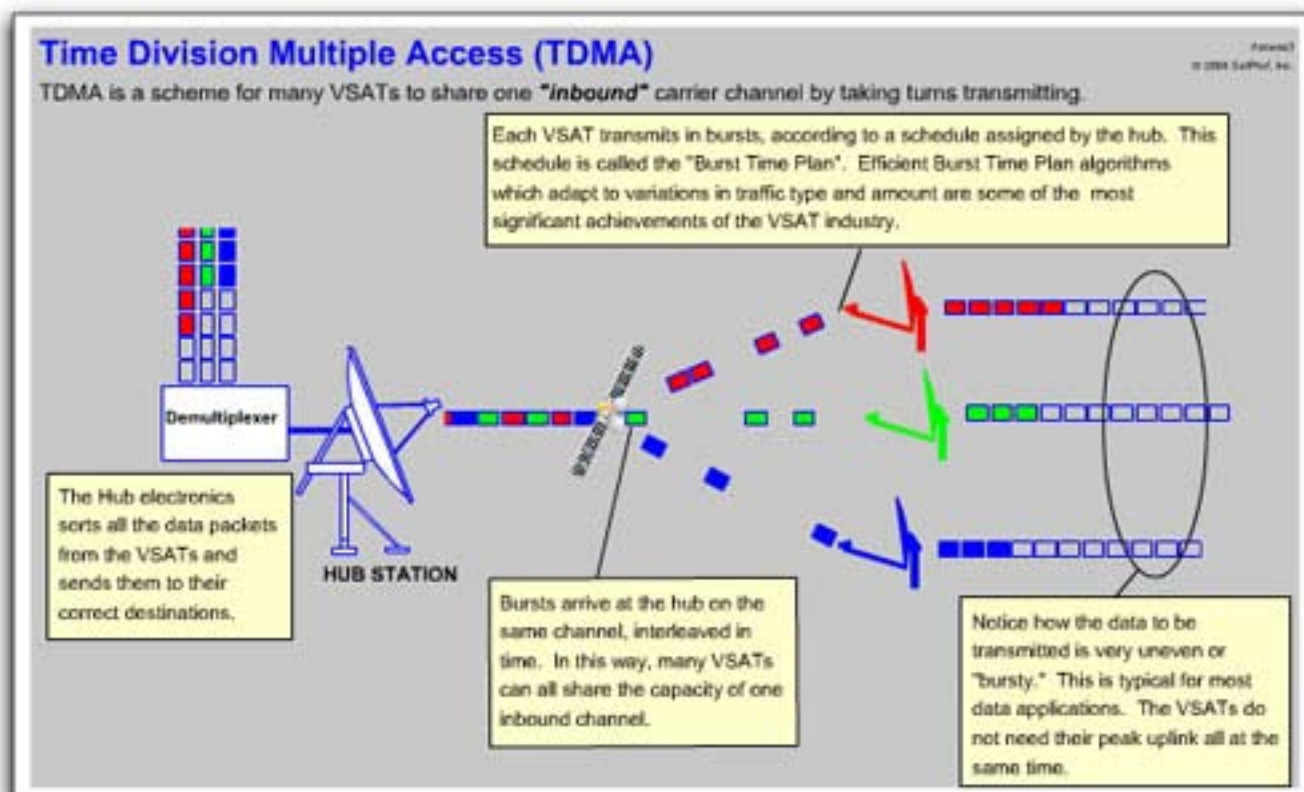 Time Division Multiple Access (TDMA)
TDMA is a scheme for many VSATs to share one "inbound" carrier channel by taking turns transmitting.
Each VSAT transmits in bursts, according to a schedule assigned by the hub. This
schedule is called the "Burst Time Plan". Efficient Burst Time Plan algorithms
which adapt to variations in traffic type and amount are some of the most
significant achievements of the VSAT industry.
Demultiplexer
The Hub electronics
sorts all the data packets
from the VSATs and
sends them to their
correct destinations.
HUB STATION
Bursts arrive at the hub on the
same channel, interleaved in
time. In this way, many VSATs
can all share the capacity of one
inbound channel.
Notice how the data to be
transmitted is very uneven or
"bursty." This is typical for most
data applications. The VSATs do
not need their peak uplink all at the
same time.